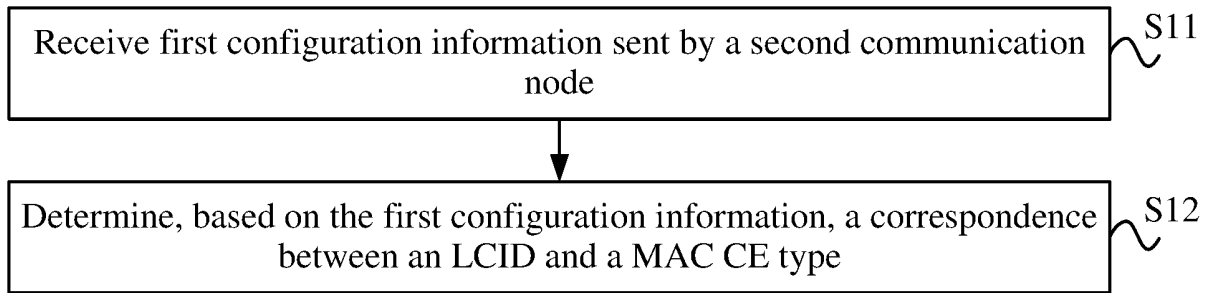 Receive first configuration information sent by a second communication
node
S11
Determine, based on the first configuration information, a correspondence
between an LCID and a MAC CE type
S12